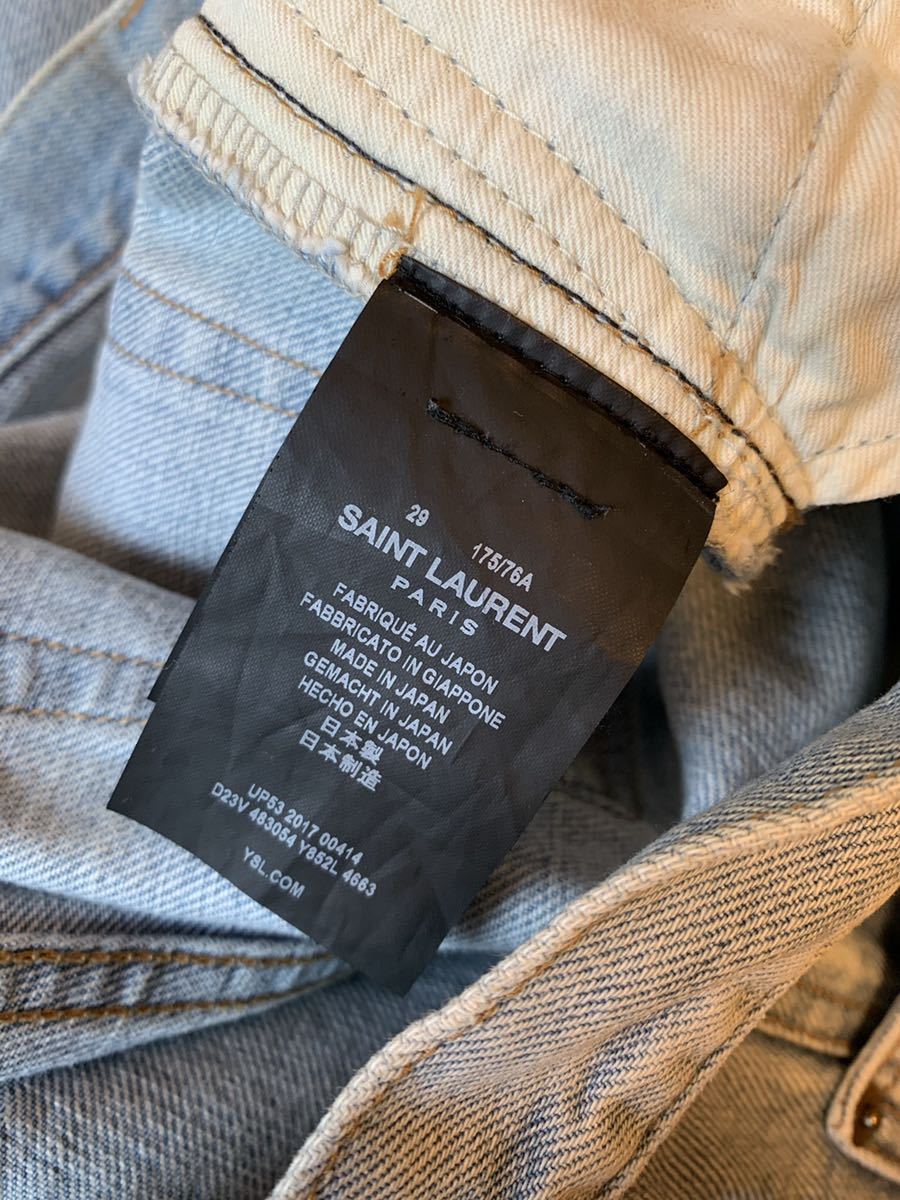 29
175/76A
SAINT LAURENT
PARIS
FABRIQUÉ AU JAPON
FABBRICATO IN GIAPPONE
MADE IN JAPAN
GEMACHT IN JAPAN
HECHO EN JAPON
日本製
日本制造
UP53 2017 00414
D23V 483054 Y852L 4663
YSL.COM